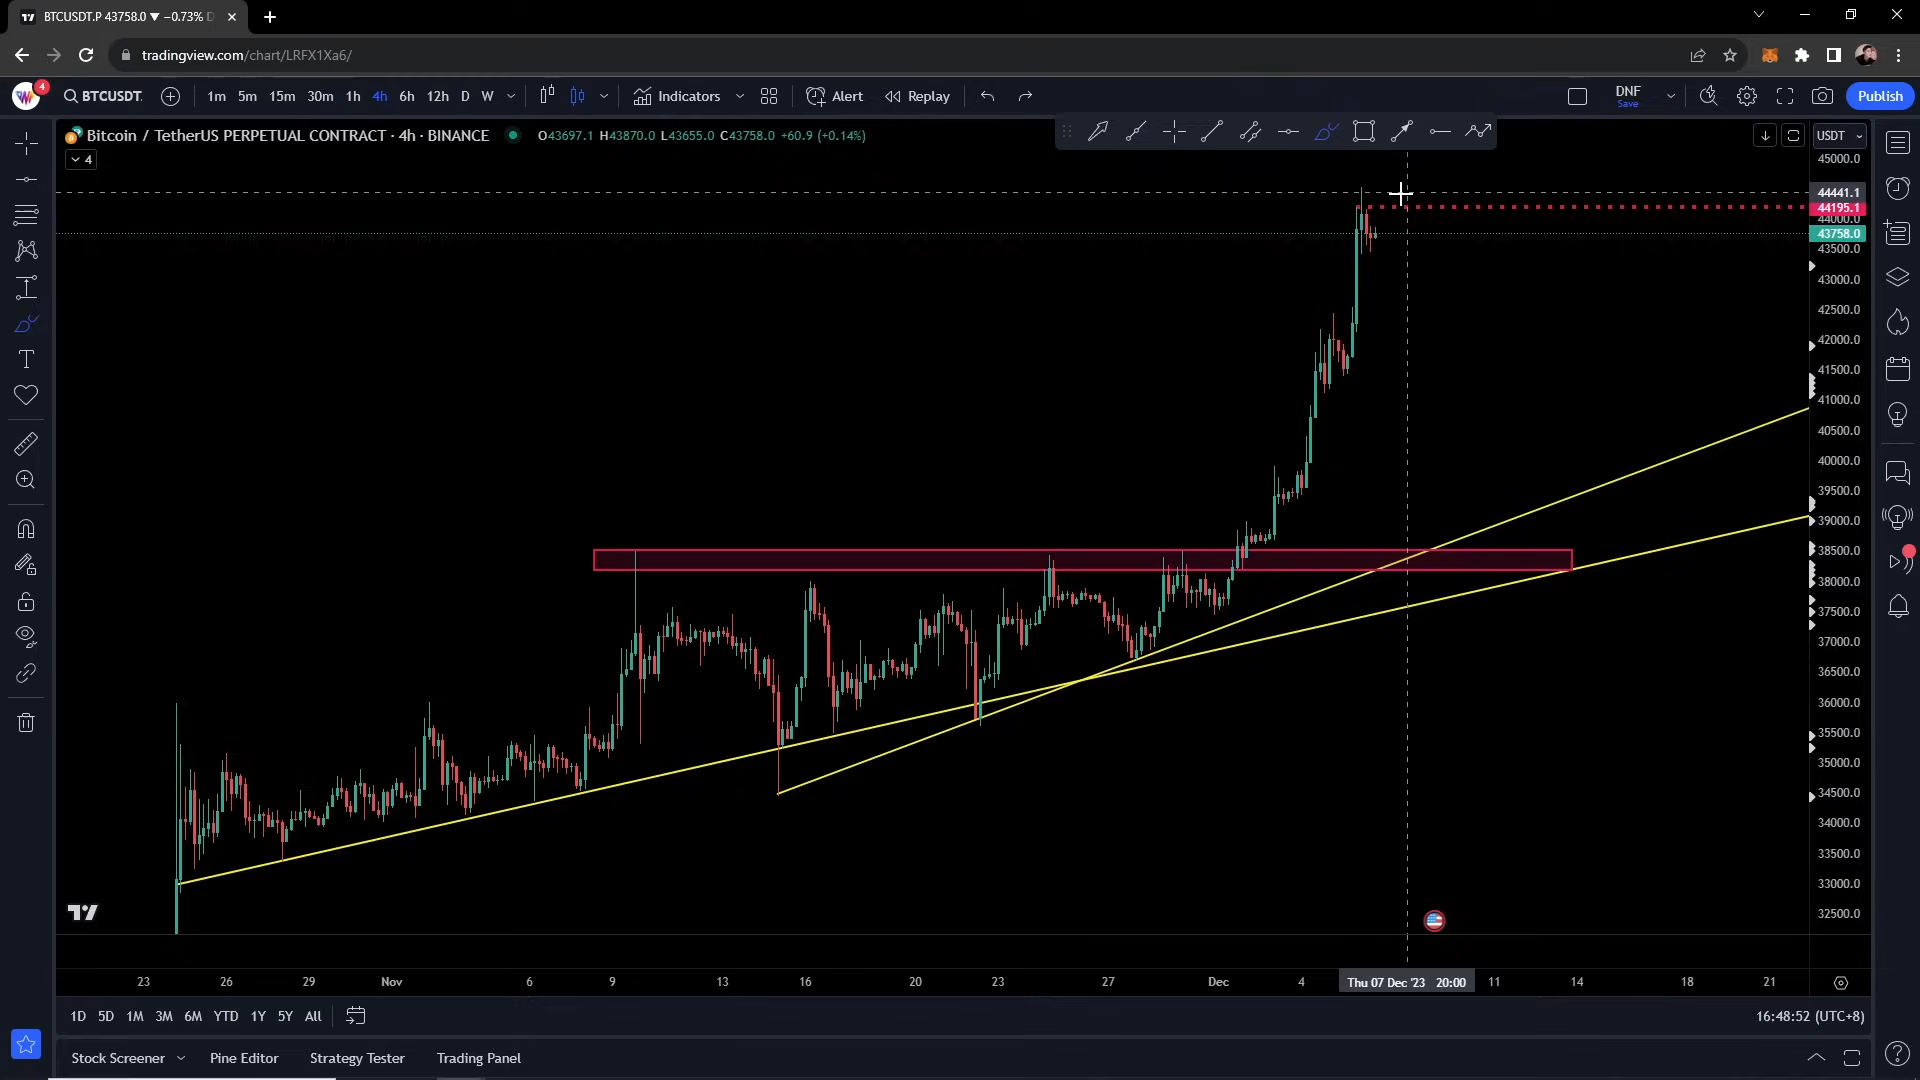 BTCUSDT.P 43758.0 ▼ −0.73% D
tradingview.com/chart/LRFX1Xa6/
4
BTCUSDT.
1m 5m 15m 30m 1h 4h 6h 12h D W
Indicators
Alert
Replay
DNF
Save
Publish
Bitcoin / TetherUS PERPETUAL CONTRACT · 4h · BINANCE
O43697.1 H43870.0 L43655.0 C43758.0 +60.9 (+0.14%)
4
USDT
45000.0
44441.1
44195.1
44000.0
43758.0
43500.0
43000.0
42500.0
42000.0
41500.0
41000.0
40500.0
40000.0
39500.0
39000.0
38500.0
38000.0
37500.0
37000.0
36500.0
36000.0
35500.0
35000.0
34500.0
34000.0
33500.0
33000.0
32500.0
23 26 29 Nov 6 9 13 16 20 23 27 Dec 4 Thu 07 Dec '23 20:00 11 14 18 21
1D 5D 1M 3M 6M YTD 1Y 5Y All
16:48:52 (UTC+8)
Stock Screener
Pine Editor
Strategy Tester
Trading Panel